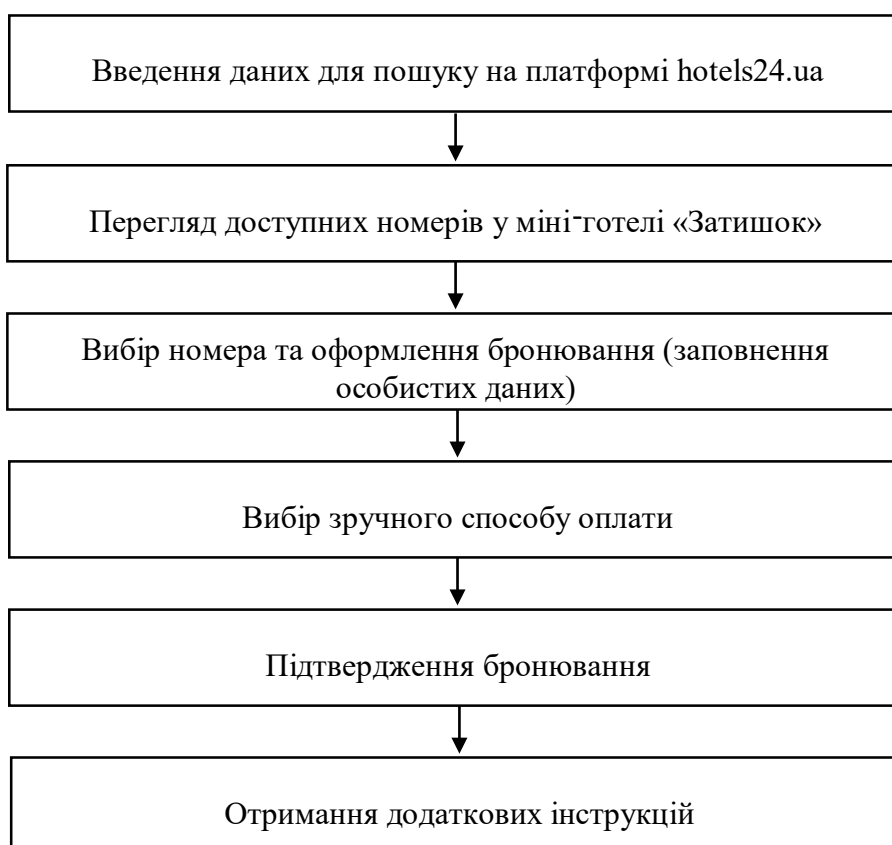 Введення даних для пошуку на платформі hotels24.ua
Перегляд доступних номерів у міні-готелі «Затишок»
Вибір номера та оформлення бронювання (заповнення
особистих даних)
Вибір зручного способу оплати
Підтвердження бронювання
Отримання додаткових інструкцій